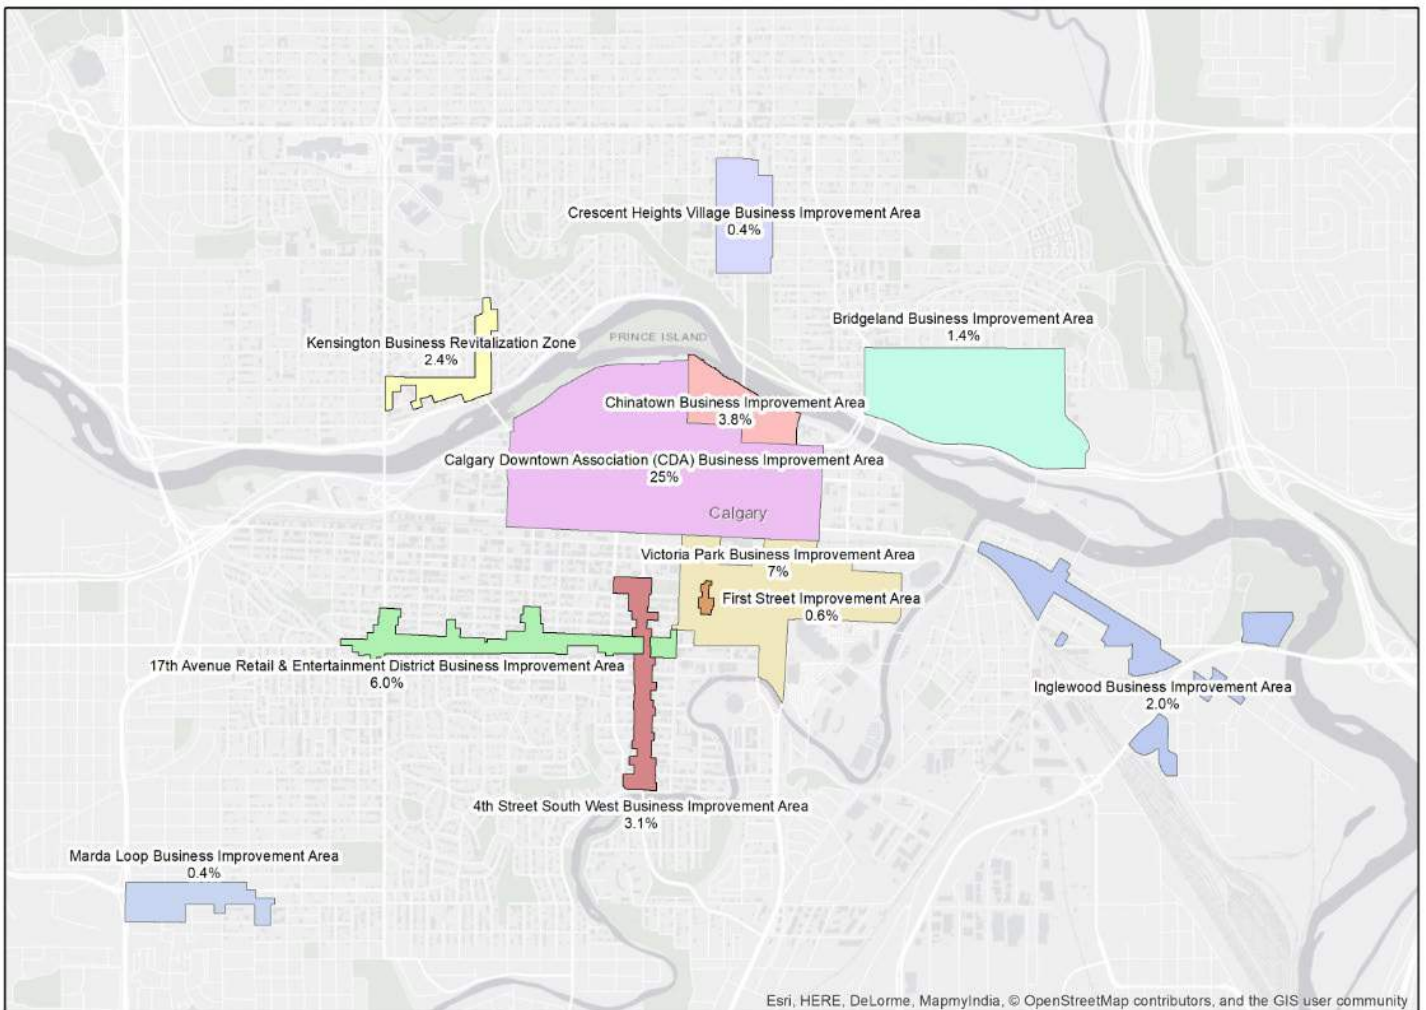 Crescent Heights Village Business Improvement Area
0.4%
Bridgeland Business Improvement Area
1.4%
PRINCE ISLAND
Kensington Business Revitalization Zone
2.4%
Chinatown Business Improvement Area
3.8%
Calgary Downtown Association (CDA) Business Improvement Area
25%
Calgary
Victoria Park Business Improvement Area
7%
First Street Improvement Area
0.6%
17th Avenue Retail & Entertainment District Business Improvement Area
6.0%
Inglewood Business Improvement Area
2.0%
4th Street South West Business Improvement Area
3.1%
Marda Loop Business Improvement Area
0.4%
Esri, HERE, DeLorme, MapmyIndia, © OpenStreetMap contributors, and the GIS user community